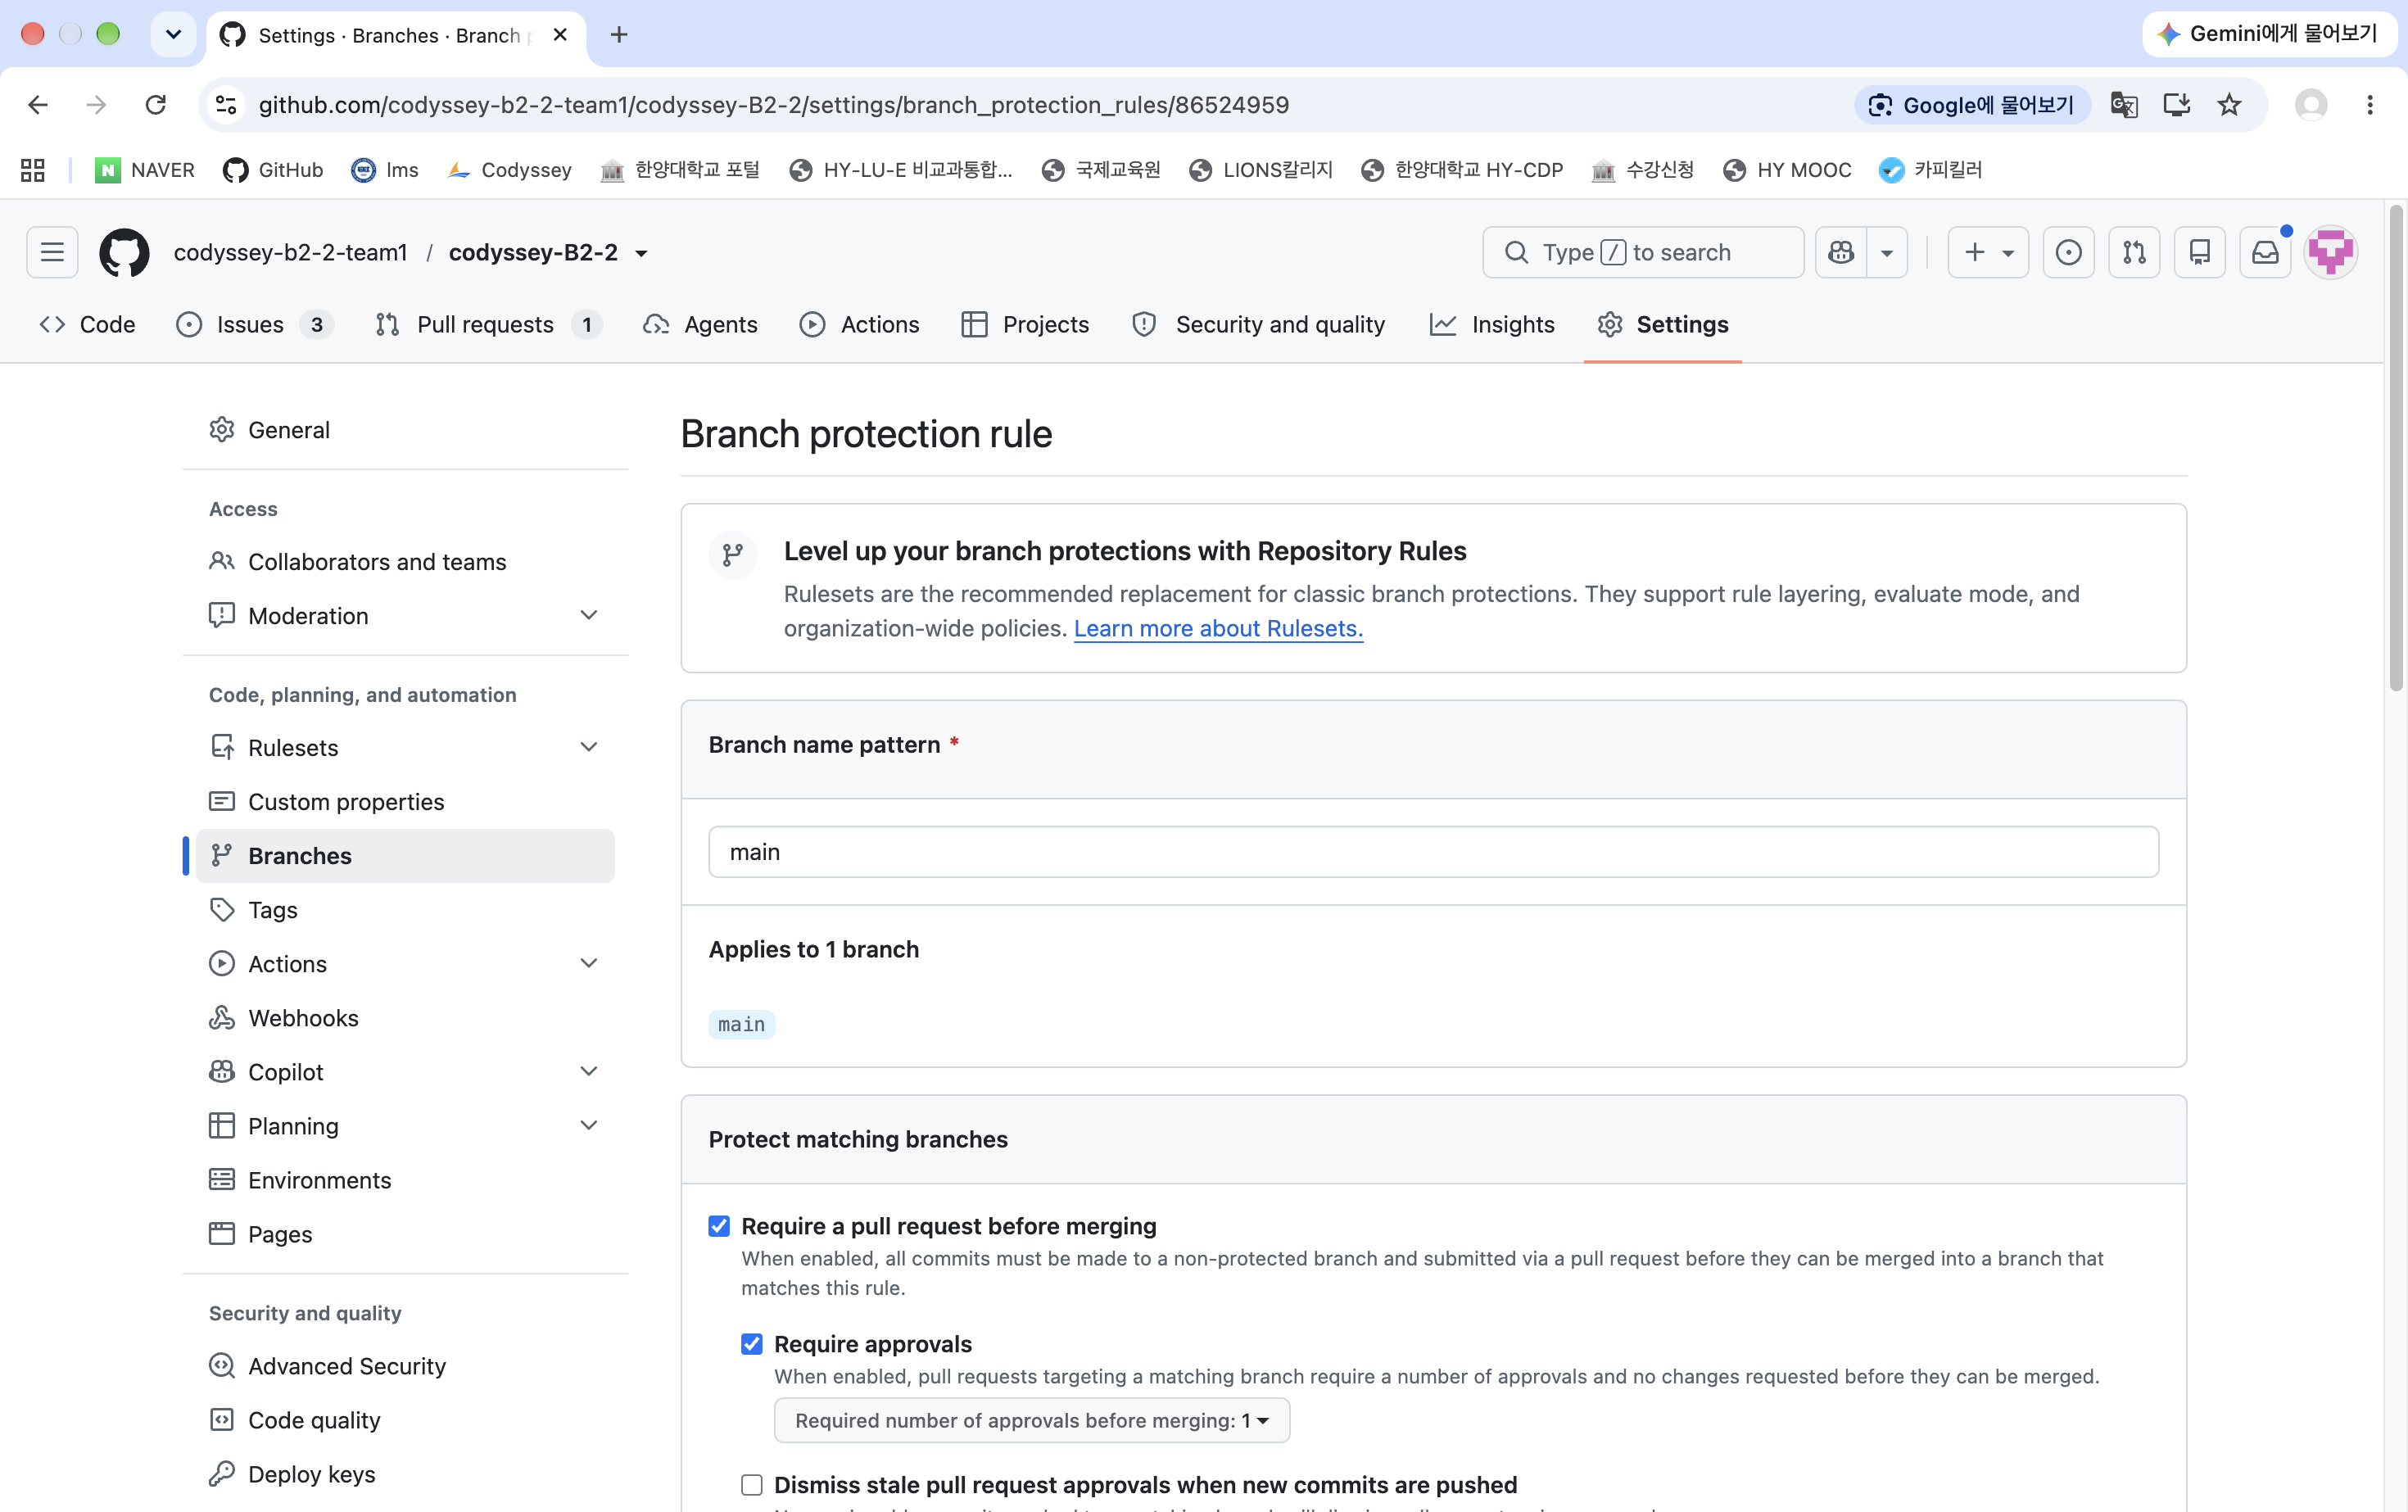 Settings · Branches · Branch p
Gemini에게 물어보기
github.com/codyssey-b2-2-team1/codyssey-B2-2/settings/branch_protection_rules/86524959
Google에 물어보기
NAVER GitHub lms Codyssey 한양대학교 포털 HY-LU-E 비교과통합... 국제교육원 LIONS칼리지 한양대학교 HY-CDP 수강신청 HY MOOC 카피킬러
codyssey-b2-2-team1 / codyssey-B2-2
Type / to search
Code Issues 3 Pull requests 1 Agents Actions Projects Security and quality Insights Settings
General
Access
Collaborators and teams
Moderation
Code, planning, and automation
Rulesets
Custom properties
Branches
Tags
Actions
Webhooks
Copilot
Planning
Environments
Pages
Security and quality
Advanced Security
Code quality
Deploy keys
Branch protection rule
Level up your branch protections with Repository Rules
Rulesets are the recommended replacement for classic branch protections. They support rule layering, evaluate mode, and
organization-wide policies. Learn more about Rulesets.
Branch name pattern *
main
Applies to 1 branch
main
Protect matching branches
Require a pull request before merging
When enabled, all commits must be made to a non-protected branch and submitted via a pull request before they can be merged into a branch that
matches this rule.
Require approvals
When enabled, pull requests targeting a matching branch require a number of approvals and no changes requested before they can be merged.
Required number of approvals before merging: 1
Dismiss stale pull request approvals when new commits are pushed